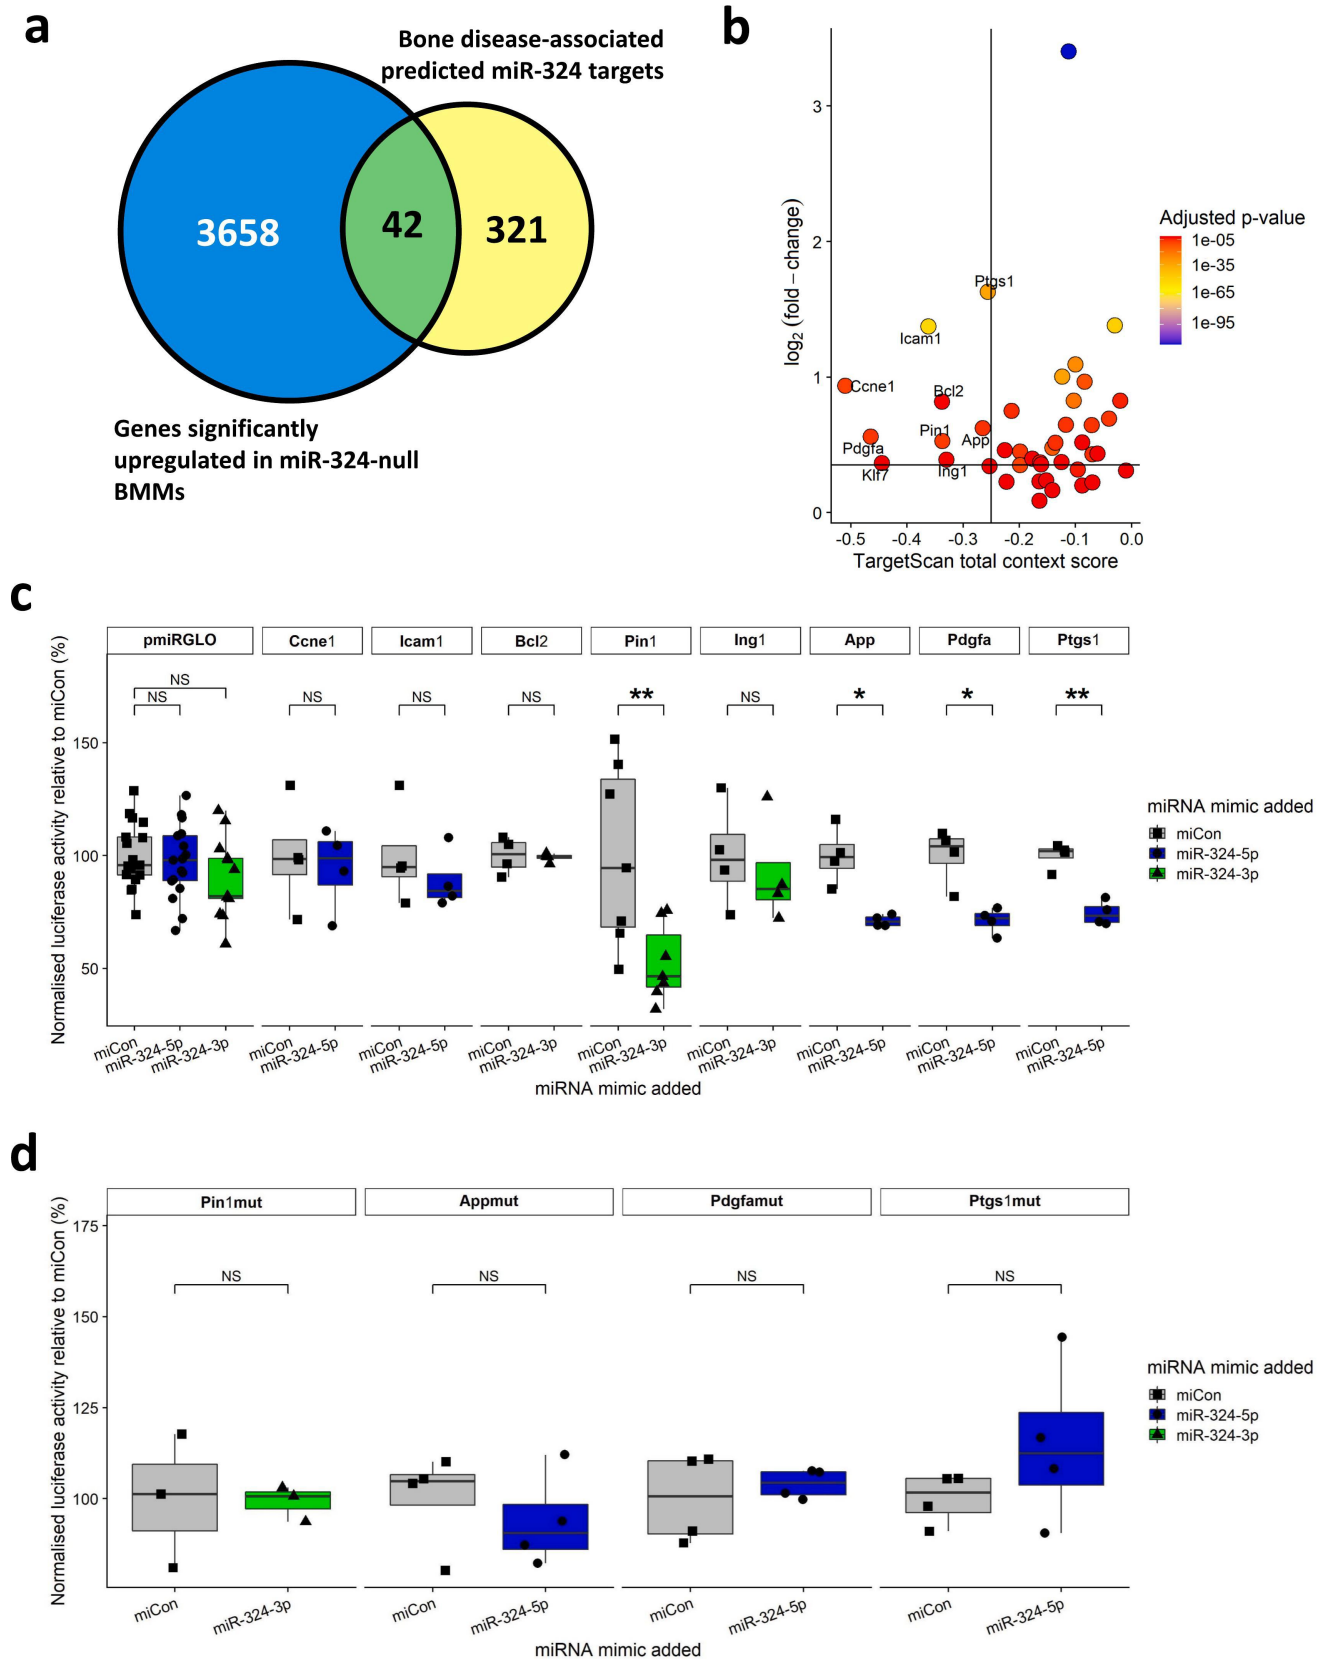 a
Bone disease-associated
predicted miR-324 targets
3658
42
321
Genes significantly
upregulated in miR-324-null
BMMs
b
log2 (fold – change)
3
2
1
0
Ptgs1
Icam1
Ccne1
Bcl2
Pin1
App
Pdgfa
Klf7
Ing1
-0.5
-0.4
-0.3
-0.2
-0.1
0.0
TargetScan total context score
Adjusted p-value
1e-05
1e-35
1e-65
1e-95
c
Normalised luciferase activity relative to miCon (%)
pmiRGLO
Ccne1
Icam1
Bcl2
Pin1
Ing1
App
Pdgfa
Ptgs1
NS
NS
NS
NS
NS
**
NS
*
*
**
150
100
50
miCon
miR-324-5p
miR-324-3p
miCon
miR-324-5p
miCon
miR-324-5p
miCon
miR-324-3p
miCon
miR-324-3p
miCon
miR-324-3p
miCon
miR-324-5p
miCon
miR-324-5p
miCon
miR-324-5p
miRNA mimic added
miRNA mimic added
miCon
miR-324-5p
miR-324-3p
d
Normalised luciferase activity relative to miCon (%)
Pin1mut
Appmut
Pdgfamut
Ptgs1mut
NS
NS
NS
NS
175
150
125
100
miCon
miR-324-3p
miCon
miR-324-5p
miCon
miR-324-5p
miCon
miR-324-5p
miRNA mimic added
miRNA mimic added
miCon
miR-324-5p
miR-324-3p